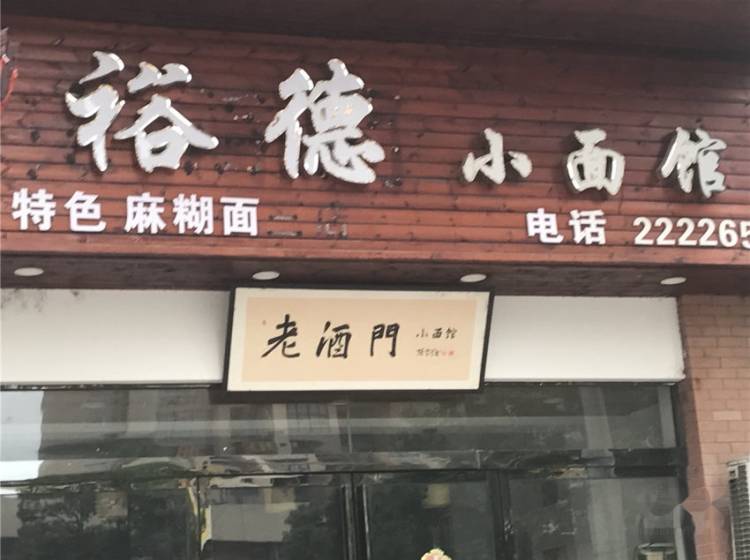 裕德 小面馆
特色 麻糊面
电话 222265
老酒門 小面馆